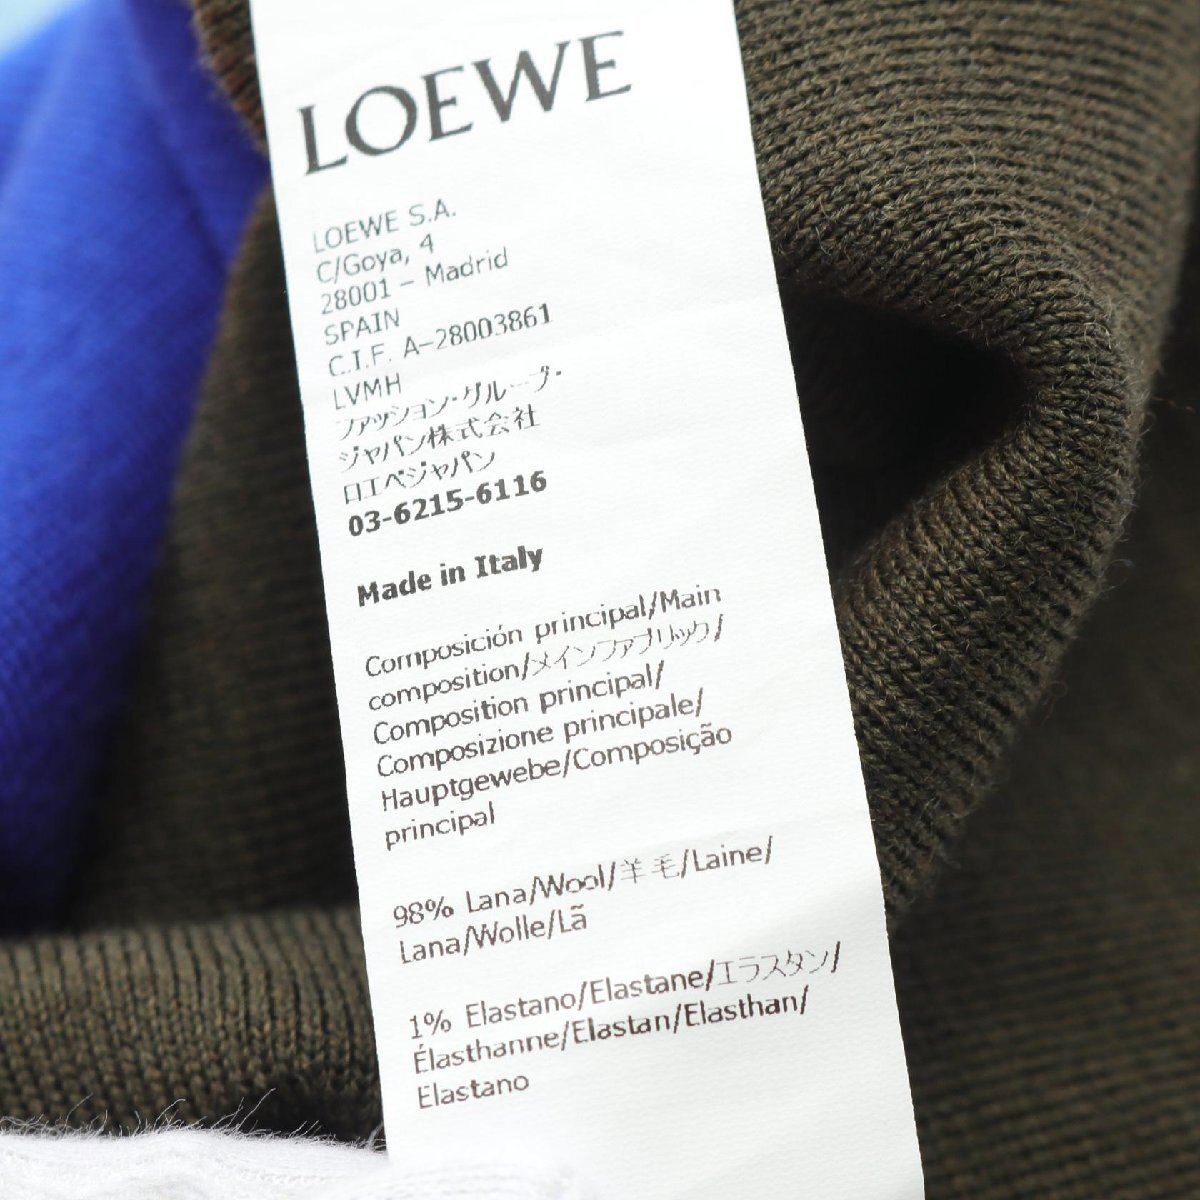 LOEWE
LOEWE S.A.
C/Goya, 4
28001 – Madrid
SPAIN
C.I.F. A-28003861
LVMH
ファッション・グループ・
ジャパン株式会社
ロエベジャパン
03-6215-6116
Made in Italy
Composición principal/Main
composition/メインファブリック/
Composition principal/
Composizione principale/
Hauptgewebe/Composição
principal
98% Lana/Wool/羊毛/Laine/
Lana/Wolle/Lã
1% Elastano/Elastane/エラスタン/
Élasthanne/Elastan/Elasthan/
Elastano